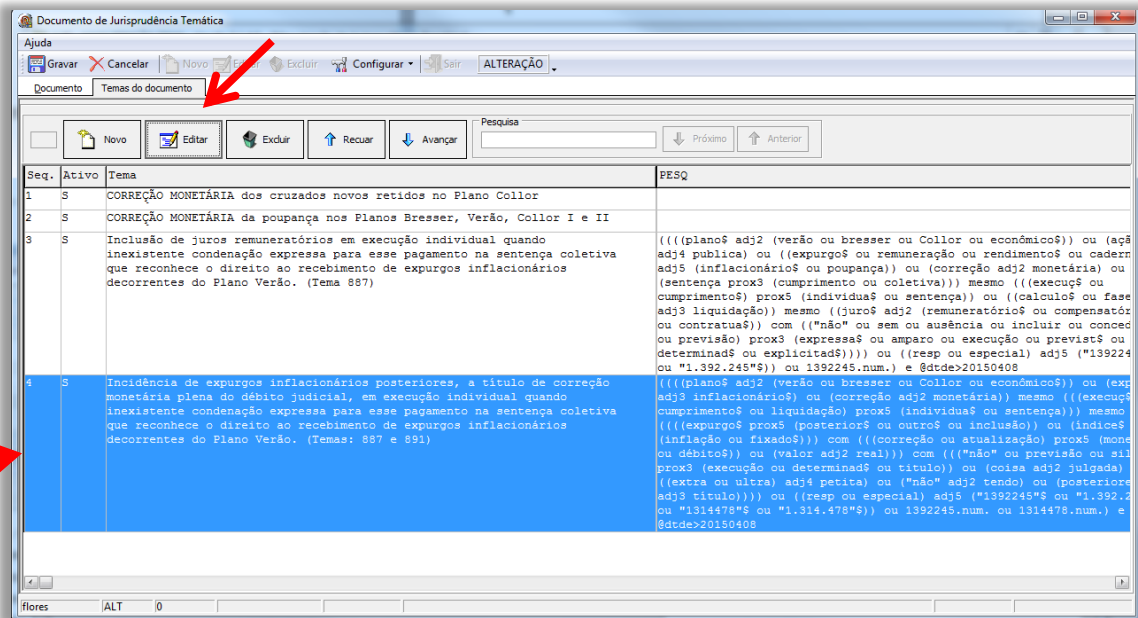 Documento de Jurisprudência Temática
Ajuda
Gravar Cancelar Novo Excluir Configurar Sair ALTERAÇÃO
Documento Temas do documento
Novo Editar Excluir Recuar Avançar Pesquisa Próximo Anterior
Seq. Ativo Tema PESQ
1 S CORREÇÃO MONETÁRIA dos cruzados novos retidos no Plano Collor
2 S CORREÇÃO MONETÁRIA da poupança nos Planos Bresser, Verão, Collor I e II
3 S Inclusão de juros remuneratórios em execução individual quando
inexistente condenação expressa para esse pagamento na sentença coletiva
que reconhece o direito ao recebimento de expurgos inflacionários
decorrentes do Plano Verão. (Tema 887)
((((plano$ adj2 (verão ou bresser ou Collor ou econômico$)) ou (açã
adj4 publica) ou ((expurgo$ ou remuneração ou rendimento$ ou cadern
adj5 (inflacionário$ ou poupança)) ou (correção adj2 monetária) ou
(sentença prox3 (cumprimento ou coletiva))) mesmo (((execuç$ ou
cumprimento$) prox5 (individua$ ou sentença)) ou ((calculo$ ou fase
adj3 liquidação)) mesmo ((juro$ adj2 (remuneratório$ ou compensatór
ou contratua$)) com (("não" ou sem ou ausência ou incluir ou conced
ou previsão) prox3 (expressa$ ou amparo ou execução ou previst$ ou
determinad$ ou explicitad$)))) ou ((resp ou especial) adj5 ("139224
ou "1.392.245"$)) ou 1392245.num.) e @dtde>20150408
4 S Incidência de expurgos inflacionários posteriores, a título de correção
monetária plena do débito judicial, em execução individual quando
inexistente condenação expressa para esse pagamento na sentença coletiva
que reconhece o direito ao recebimento de expurgos inflacionários
decorrentes do Plano Verão. (Temas: 887 e 891)
((((plano$ adj2 (verão ou bresser ou Collor ou econômico$)) ou (exp
adj3 inflacionário$) ou (correção adj2 monetária)) mesmo (((execuç$
cumprimento$ ou liquidação) prox5 (individua$ ou sentença))) mesmo
((((expurgo$ prox5 (posterior$ ou outro$ ou inclusão)) ou (índice$
(inflação ou fixado$))) com (((correção ou atualização) prox5 (mone
ou débito$)) ou (valor adj2 real))) com ((("não" ou previsão ou sil
prox3 (execução ou determinad$ ou titulo)) ou (coisa adj2 julgada)
((extra ou ultra) adj4 petita) ou ("não" adj2 tendo) ou (posteriore
adj3 titulo)))) ou ((resp ou especial) adj5 ("1392245"$ ou "1.392.2
ou "1314478"$ ou "1.314.478"$)) ou 1392245.num. ou 1314478.num.) e
@dtde>20150408
flores ALT 0